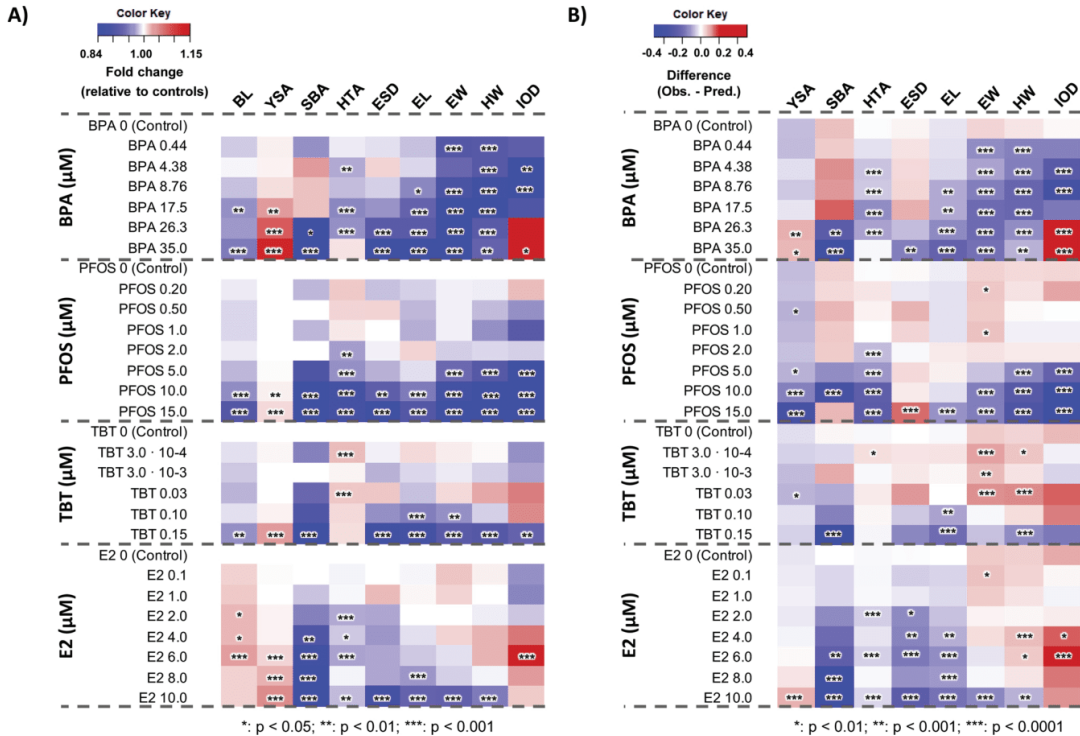 A)
Color Key
0.84 1.00 1.15
Fold change
(relative to controls)
BL YSA SBA HTA ESD EL EW HW IOD
BPA (µM)
BPA 0 (Control)
BPA 0.44 *** ***
BPA 4.38 ** *** **
BPA 8.76 * *** *** ***
BPA 17.5 ** ** *** *** *** ***
BPA 26.3 *** * *** *** *** *** ***
BPA 35.0 *** *** *** *** *** *** ** *
PFOS (µM)
PFOS 0 (Control)
PFOS 0.20
PFOS 0.50
PFOS 1.0
PFOS 2.0 **
PFOS 5.0 *** *** *** ***
PFOS 10.0 *** ** *** *** ** *** *** *** ***
PFOS 15.0 *** *** *** *** *** *** *** *** ***
TBT (µM)
TBT 0 (Control)
TBT 3.0 · 10-4 ***
TBT 3.0 · 10-3
TBT 0.03 ***
TBT 0.10 *** **
TBT 0.15 ** *** *** *** *** *** *** **
E2 (µM)
E2 0 (Control)
E2 0.1
E2 1.0
E2 2.0 * ***
E2 4.0 * ** *
E2 6.0 *** *** *** *** ***
E2 8.0 *** *** ***
E2 10.0 *** *** ** *** *** *** ***
*: p < 0.05; **: p < 0.01; ***: p < 0.001
B)
Color Key
-0.4 -0.2 0.0 0.2 0.4
Difference
(Obs. - Pred.)
YSA SBA HTA ESD EL EW HW IOD
BPA (µM)
BPA 0 (Control)
BPA 0.44 *** ***
BPA 4.38 *** *** *** ***
BPA 8.76 *** ** *** *** ***
BPA 17.5 *** ** *** ***
BPA 26.3 ** ** *** *** *** *** ***
BPA 35.0 * *** ** *** *** ** ***
PFOS (µM)
PFOS 0 (Control)
PFOS 0.20 *
PFOS 0.50 *
PFOS 1.0 *
PFOS 2.0 ***
PFOS 5.0 * *** *** ***
PFOS 10.0 *** *** *** *** *** ***
PFOS 15.0 *** *** *** *** *** *** ***
TBT (µM)
TBT 0 (Control)
TBT 3.0 · 10-4 * *** *
TBT 3.0 · 10-3 **
TBT 0.03 * *** ***
TBT 0.10 **
TBT 0.15 *** *** ***
E2 (µM)
E2 0 (Control)
E2 0.1 *
E2 1.0
E2 2.0 *** *
E2 4.0 ** ** *** *
E2 6.0 ** *** *** *** * ***
E2 8.0 *** ***
E2 10.0 *** *** *** *** *** *** **
*: p < 0.01; **: p < 0.001; ***: p < 0.0001